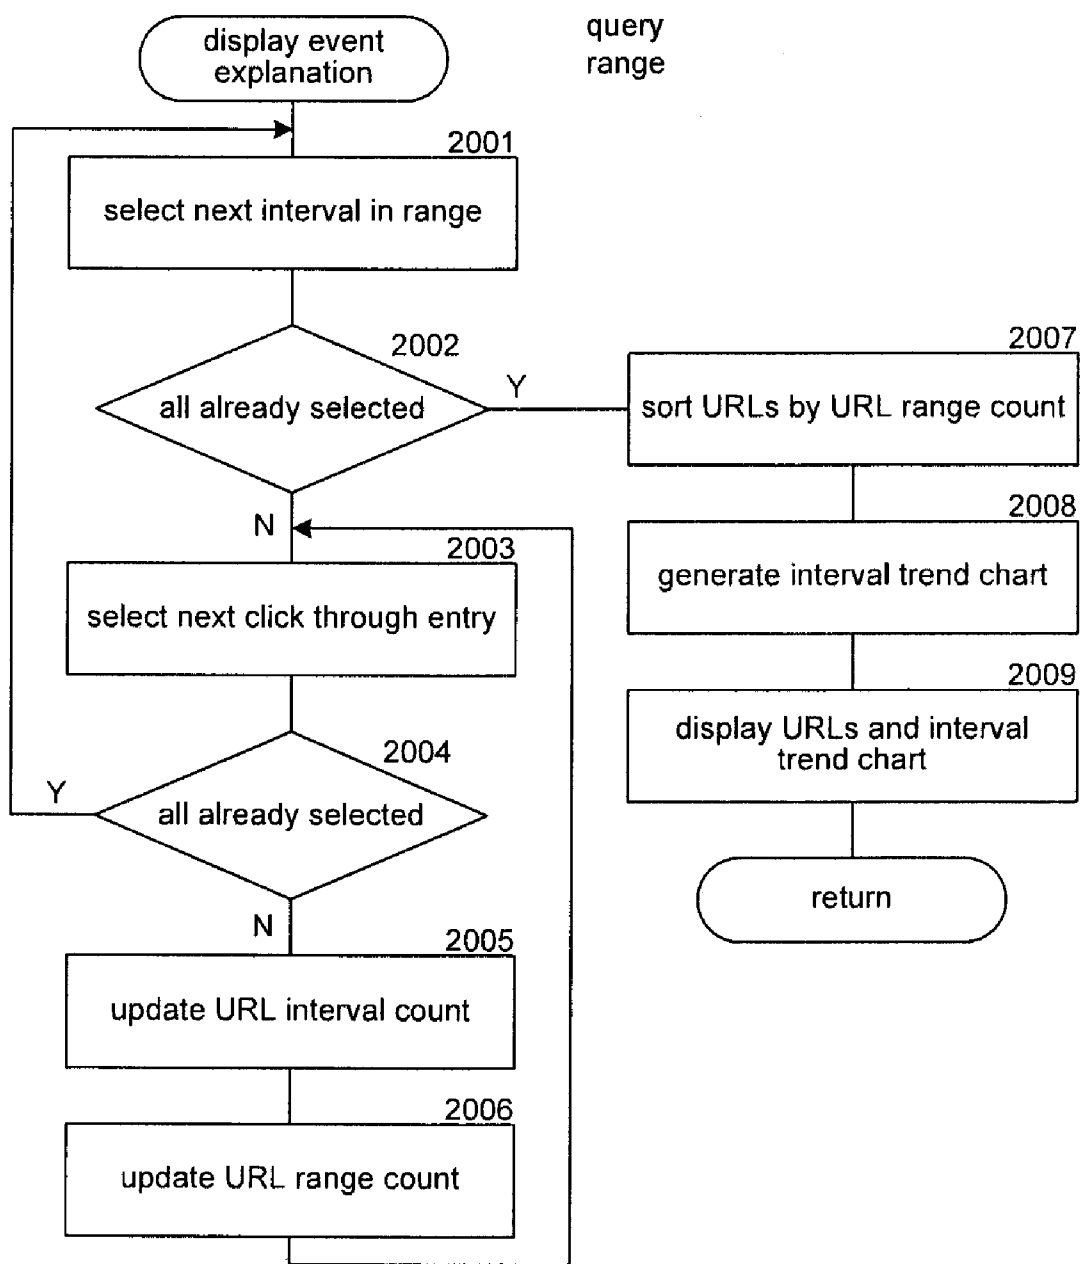 display event
explanation
query
range
2001
select next interval in range
2002
all already selected
Y
N
2003
select next click through entry
2004
all already selected
Y
N
2005
update URL interval count
2006
update URL range count
2007
sort URLs by URL range count
2008
generate interval trend chart
2009
display URLs and interval
trend chart
return